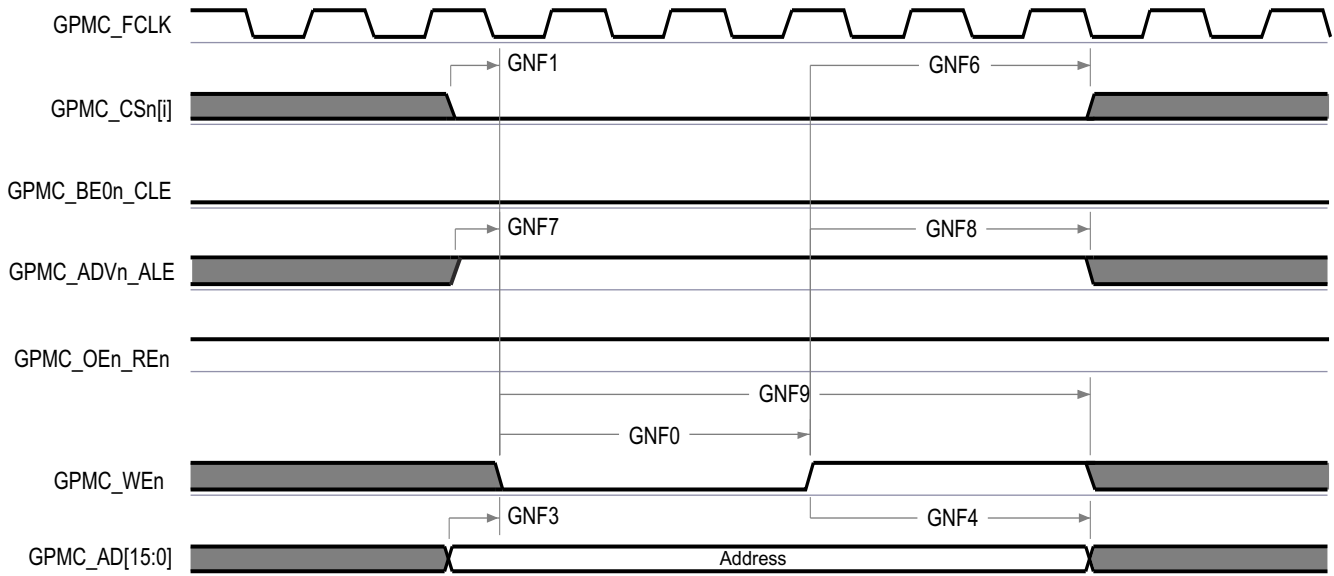 GPMC_FCLK
GNF1
GNF6
GPMC_CSn[i]
GPMC_BE0n_CLE
GNF7
GNF8
GPMC_ADVn_ALE
GPMC_OEn_REn
GNF9
GNF0
GPMC_WEn
GNF3
GNF4
GPMC_AD[15:0]
Address